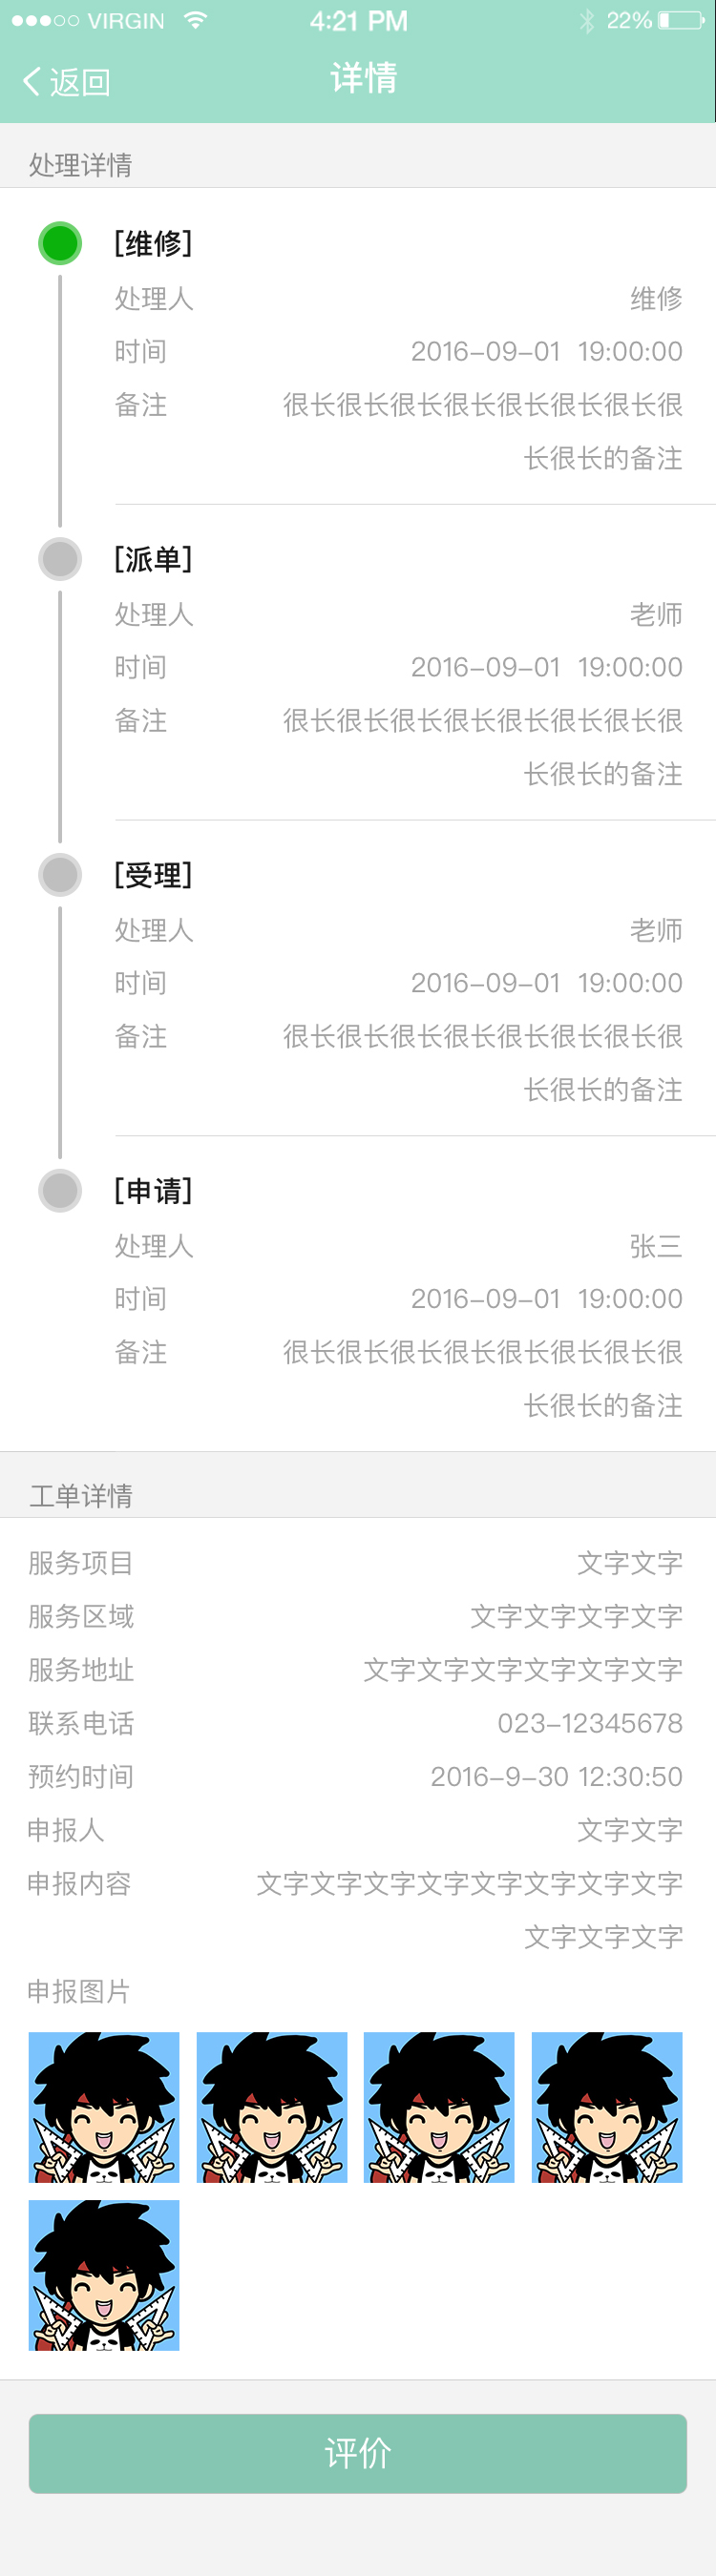 VIRGIN 4:21 PM 22%
返回 详情
处理详情
[维修]
处理人 维修
时间 2016-09-01 19:00:00
备注 很长很长很长很长很长很长很长很
长很长的备注
[派单]
处理人 老师
时间 2016-09-01 19:00:00
备注 很长很长很长很长很长很长很长很
长很长的备注
[受理]
处理人 老师
时间 2016-09-01 19:00:00
备注 很长很长很长很长很长很长很长很
长很长的备注
[申请]
处理人 张三
时间 2016-09-01 19:00:00
备注 很长很长很长很长很长很长很长很
长很长的备注
工单详情
服务项目 文字文字
服务区域 文字文字文字文字
服务地址 文字文字文字文字文字文字
联系电话 023-12345678
预约时间 2016-9-30 12:30:50
申报人 文字文字
申报内容 文字文字文字文字文字文字文字文字
文字文字文字
申报图片
评价